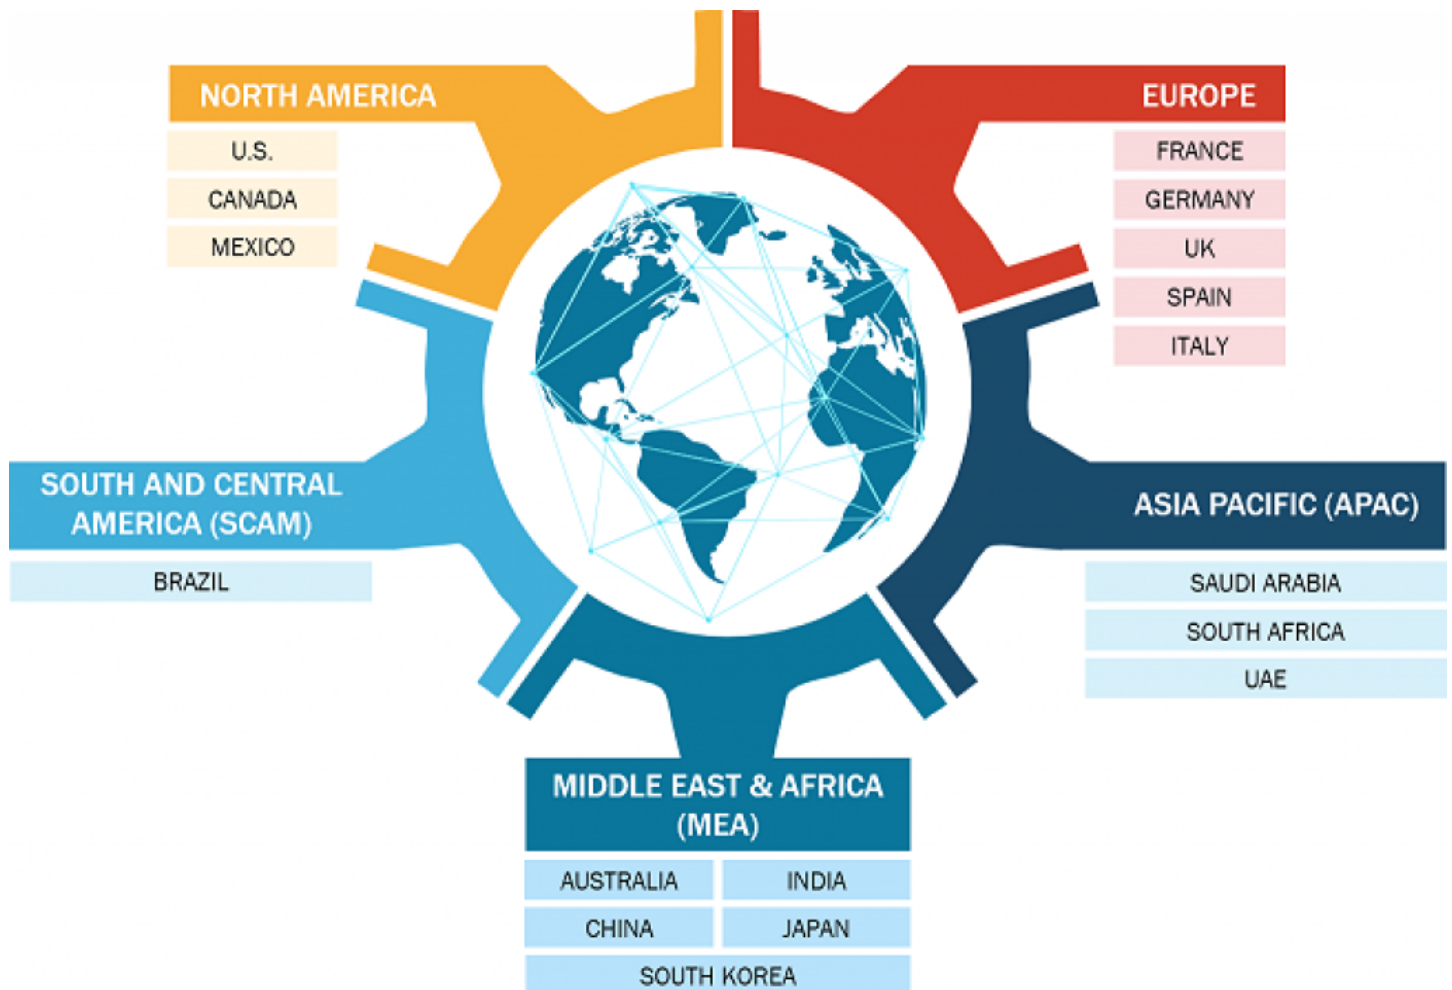 NORTH AMERICA
U.S.
CANADA
MEXICO
EUROPE
FRANCE
GERMANY
UK
SPAIN
ITALY
SOUTH AND CENTRAL
AMERICA (SCAM)
BRAZIL
ASIA PACIFIC (APAC)
SAUDI ARABIA
SOUTH AFRICA
UAE
MIDDLE EAST & AFRICA
(MEA)
AUSTRALIA
INDIA
CHINA
JAPAN
SOUTH KOREA